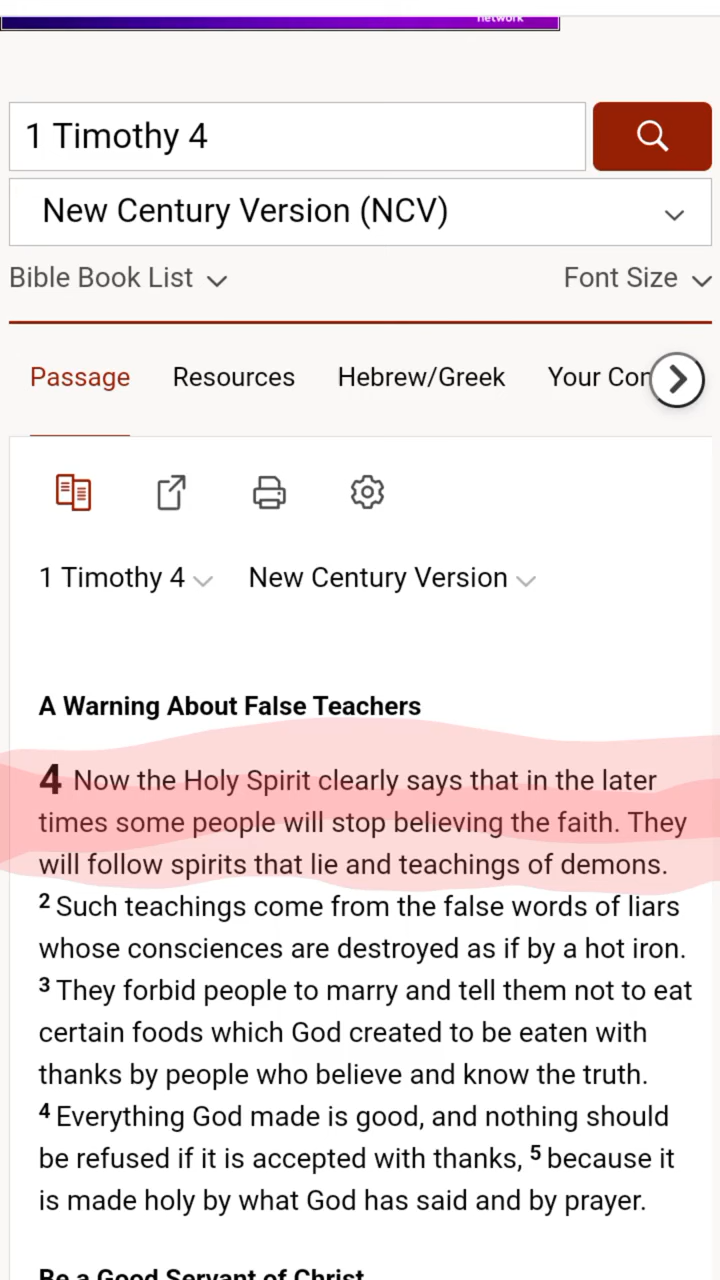 network
1 Timothy 4
New Century Version (NCV)
Bible Book List Font Size
Passage Resources Hebrew/Greek Your Con
1 Timothy 4 New Century Version
A Warning About False Teachers
4 Now the Holy Spirit clearly says that in the later
times some people will stop believing the faith. They
will follow spirits that lie and teachings of demons.
2 Such teachings come from the false words of liars
whose consciences are destroyed as if by a hot iron.
3 They forbid people to marry and tell them not to eat
certain foods which God created to be eaten with
thanks by people who believe and know the truth.
4 Everything God made is good, and nothing should
be refused if it is accepted with thanks, 5 because it
is made holy by what God has said and by prayer.
Be a Good Servant of Christ